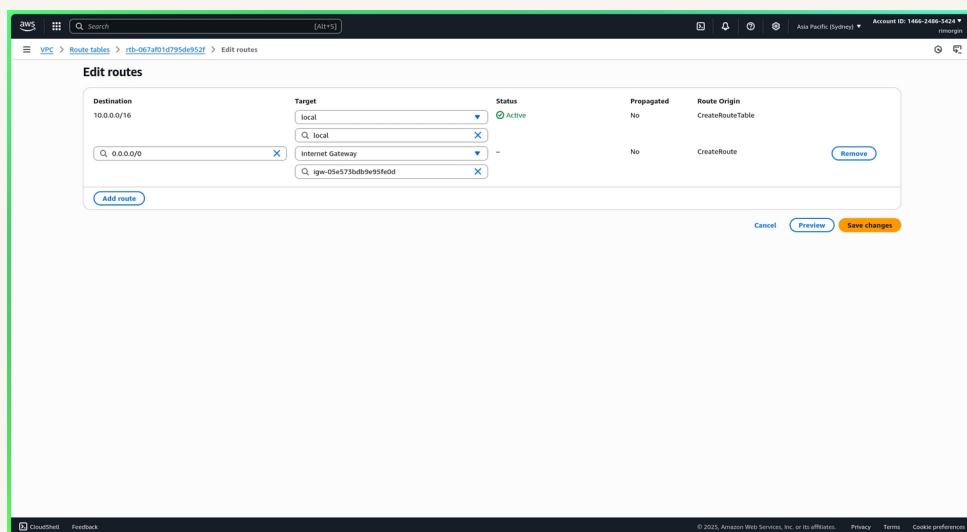 aws Search [Alt+S] Asia Pacific (Sydney) Account ID: 1466-2486-3424
rimorgin
VPC > Route tables > rtb-067af01d795de952f > Edit routes
Edit routes
Destination Target Status Propagated Route Origin
10.0.0.0/16 local Active No CreateRouteTable
local
0.0.0.0/0 Internet Gateway – No CreateRoute Remove
igw-05e573bdb9e95fe0d
Add route
Cancel Preview Save changes
CloudShell Feedback © 2025, Amazon Web Services, Inc. or its affiliates. Privacy Terms Cookie preferences